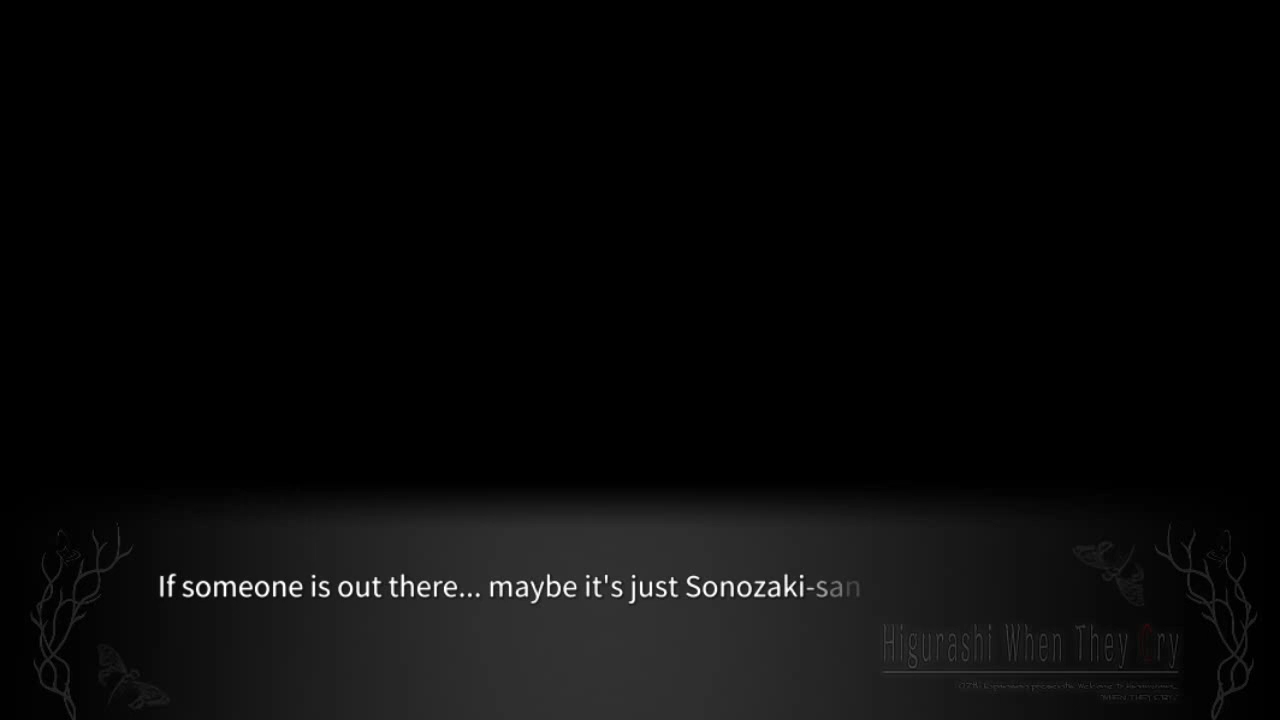 If someone is out there... maybe it's just Sonozaki-san
Higurashi When They Cry